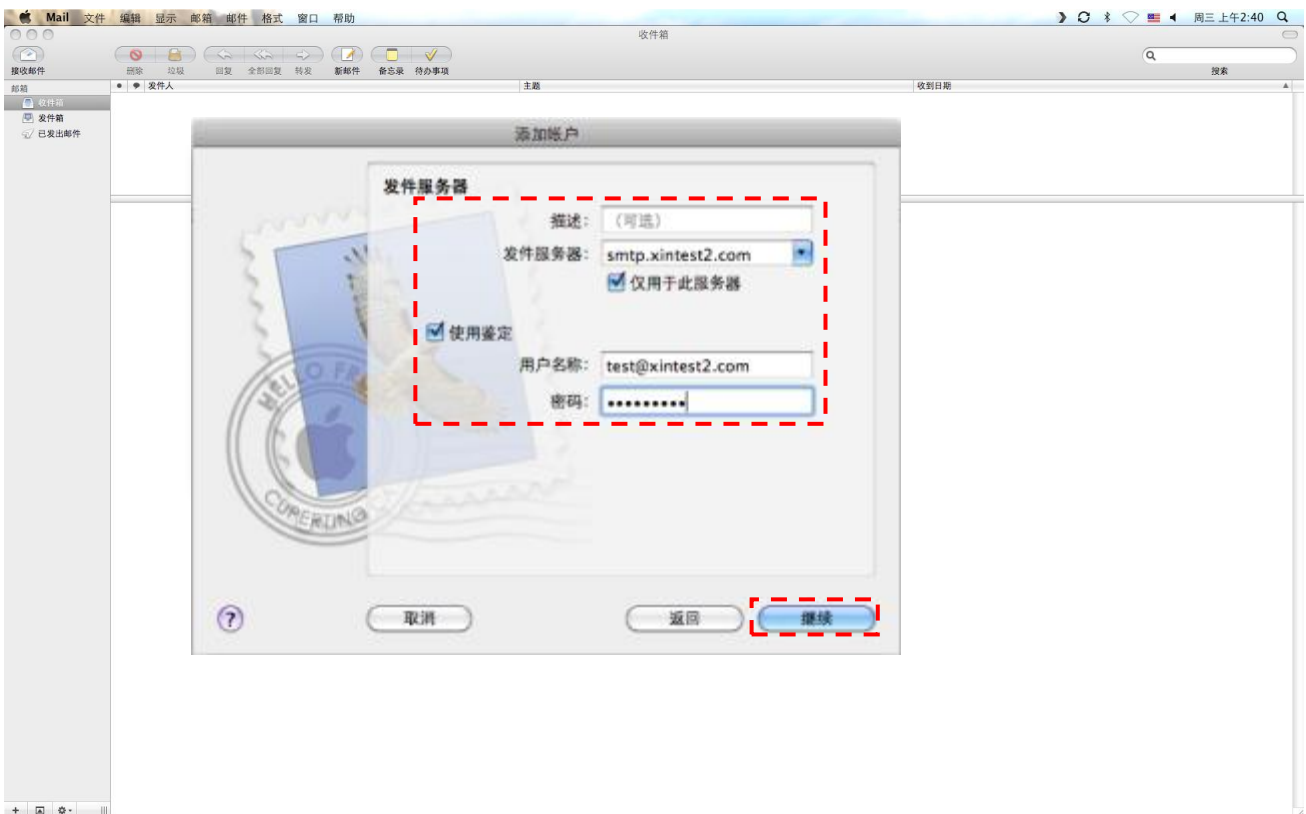 Mail 文件 编辑 显示 邮箱 邮件 格式 窗口 帮助 周三 上午2:40
收件箱
接收邮件 删除 垃圾 回复 全部回复 转发 新邮件 备忘录 待办事项 搜索
邮箱 发件人 主题 收到日期
收件箱
发件箱
已发出邮件
添加帐户
发件服务器
描述: (可选)
发件服务器: smtp.xintest2.com
仅用于此服务器
使用鉴定
用户名称: test@xintest2.com
密码: •••••••••
HELLO FR
CUPERTINO
? 取消 返回 继续